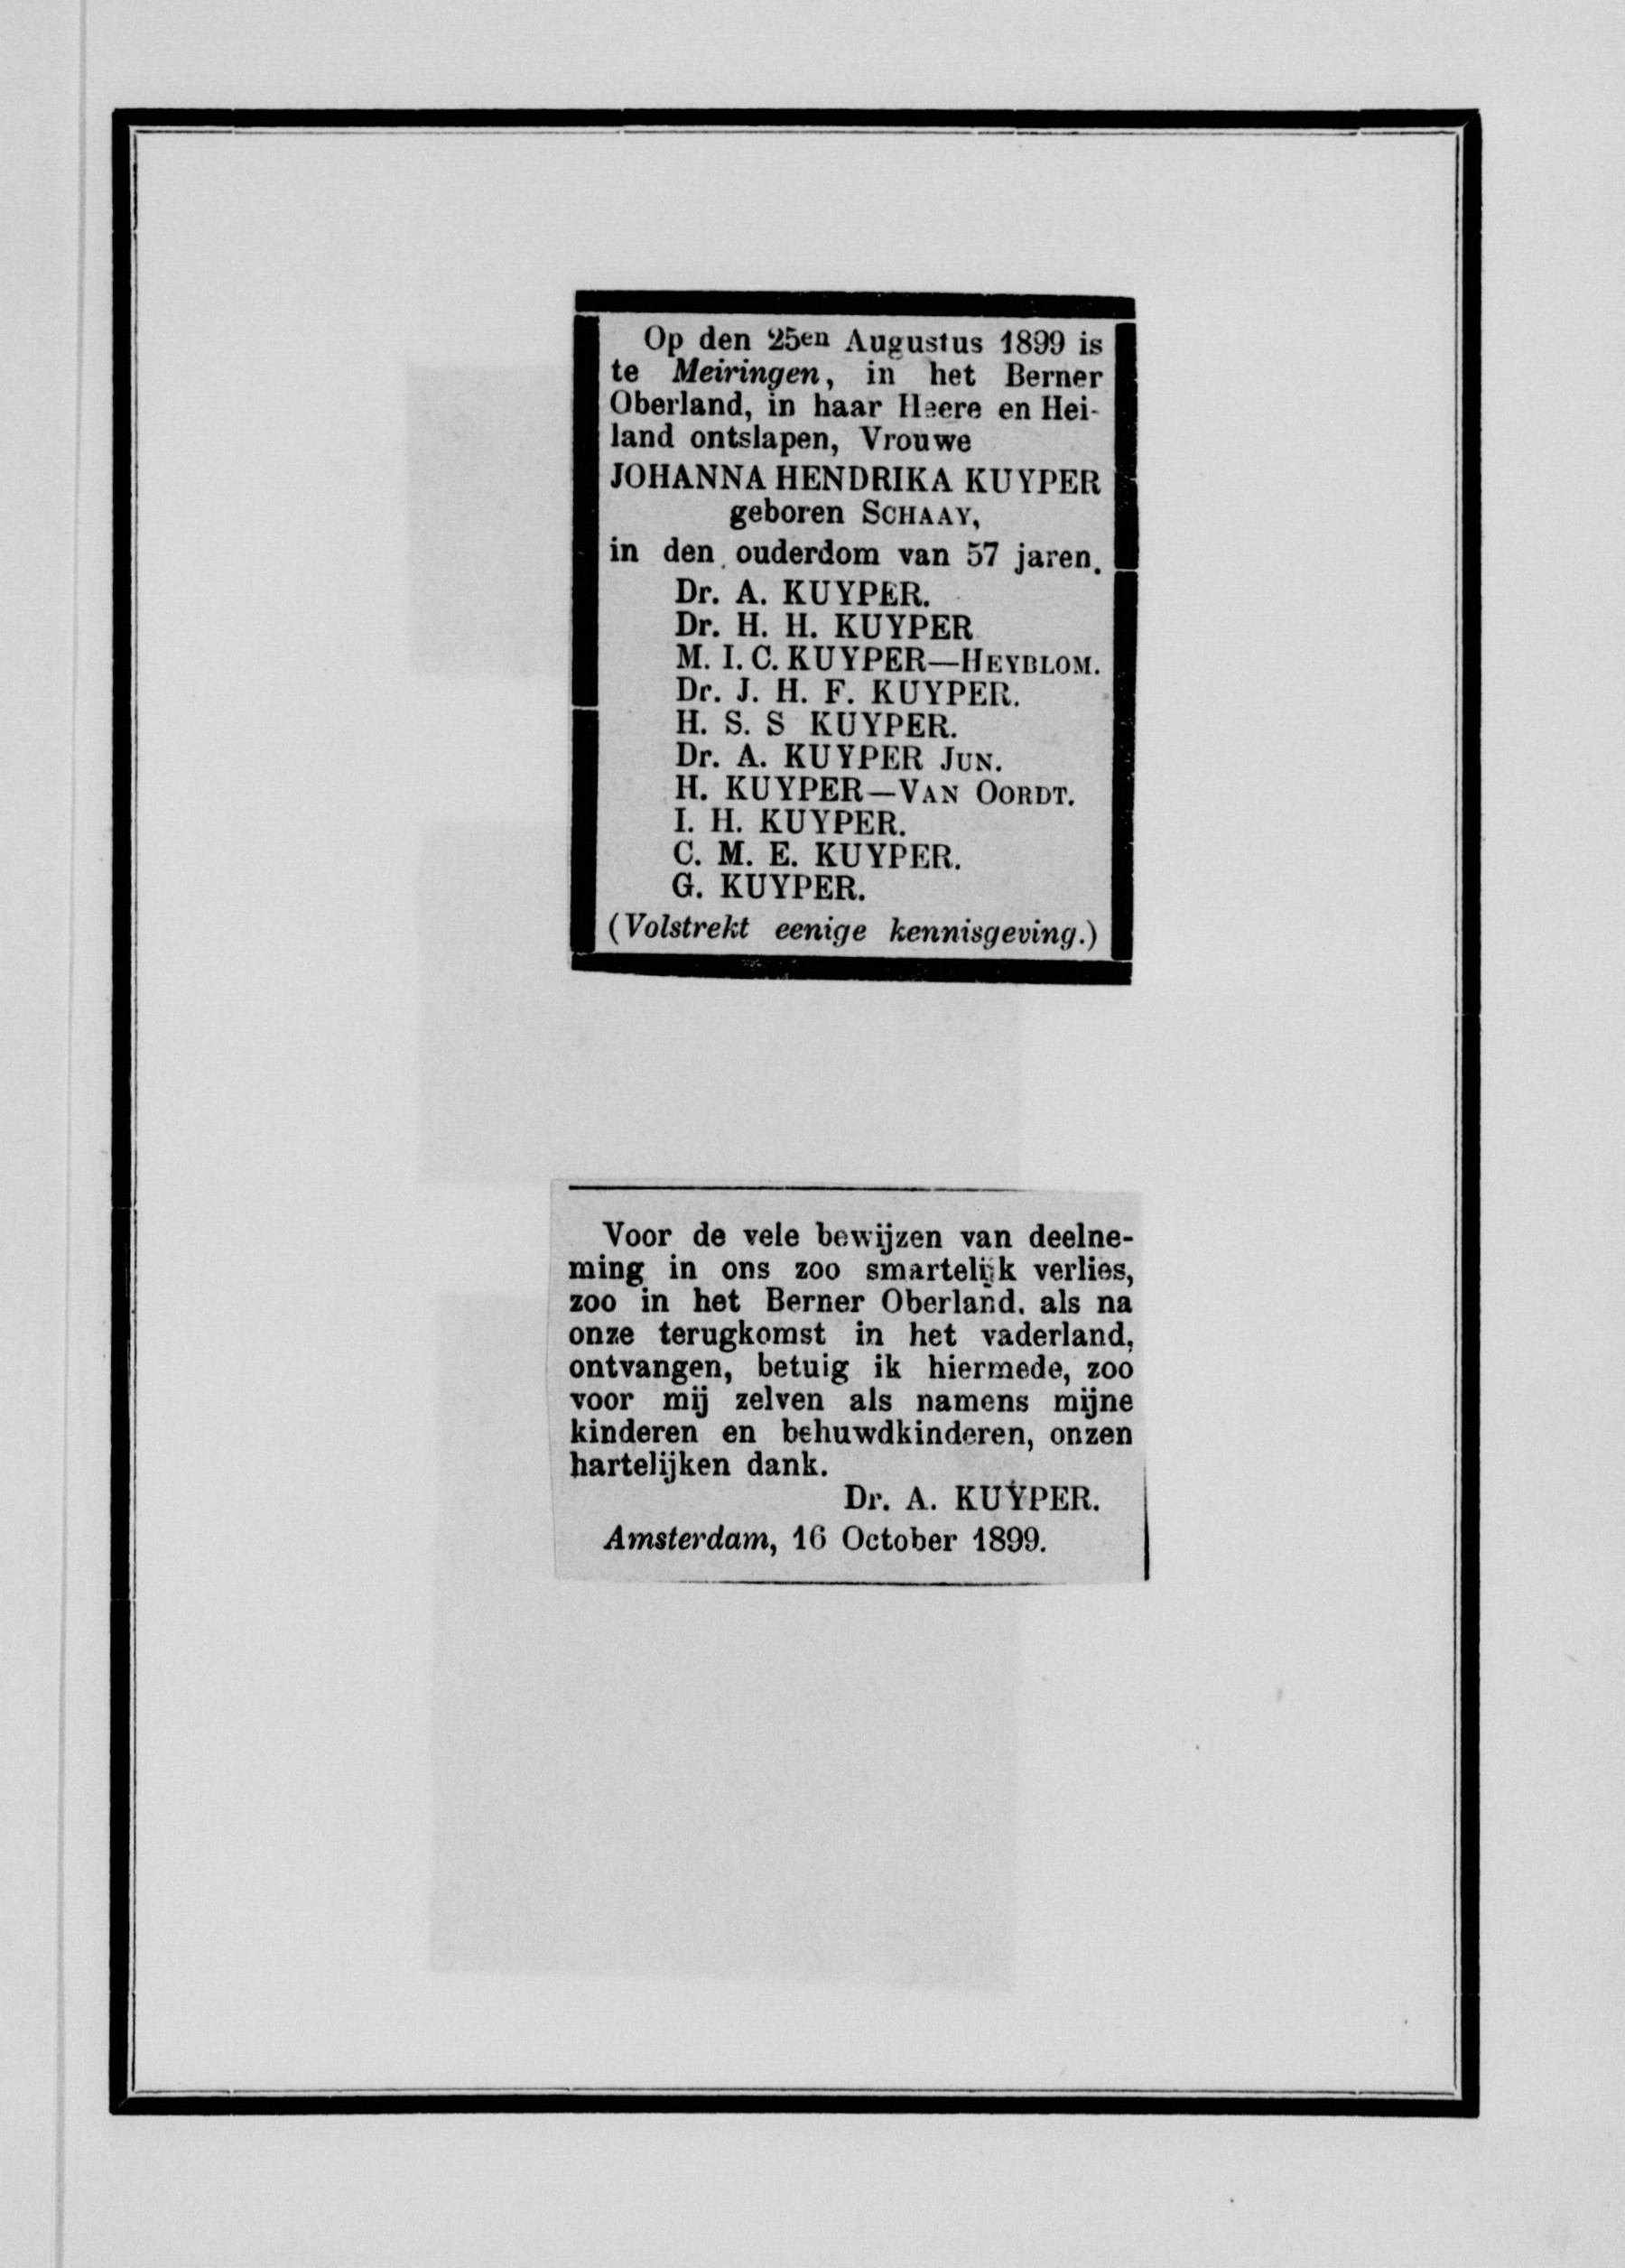 Op den 25en Augustus 1899 is
te Meiringen, in het Berner
Oberland, in haar Heere en Hei-
land ontslapen, Vrouwe
JOHANNA HENDRIKA KUYPER
geboren SCHAAY,
in den ouderdom van 57 jaren.
Dr. A. KUYPER.
Dr. H. H. KUYPER
M. I. C. KUYPER—HEYBLOM.
Dr. J. H. F. KUYPER.
H. S. S KUYPER.
Dr. A. KUYPER JUN.
H. KUYPER—VAN OORDT.
I. H. KUYPER.
C. M. E. KUYPER.
G. KUYPER.
(Volstrekt eenige kennisgeving.)
Voor de vele bewijzen van deelne-
ming in ons zoo smartelijk verlies,
zoo in het Berner Oberland. als na
onze terugkomst in het vaderland,
ontvangen, betuig ik hiermede, zoo
voor mij zelven als namens mijne
kinderen en behuwdkinderen, onzen
hartelijken dank.
Dr. A. KUYPER.
Amsterdam, 16 October 1899.